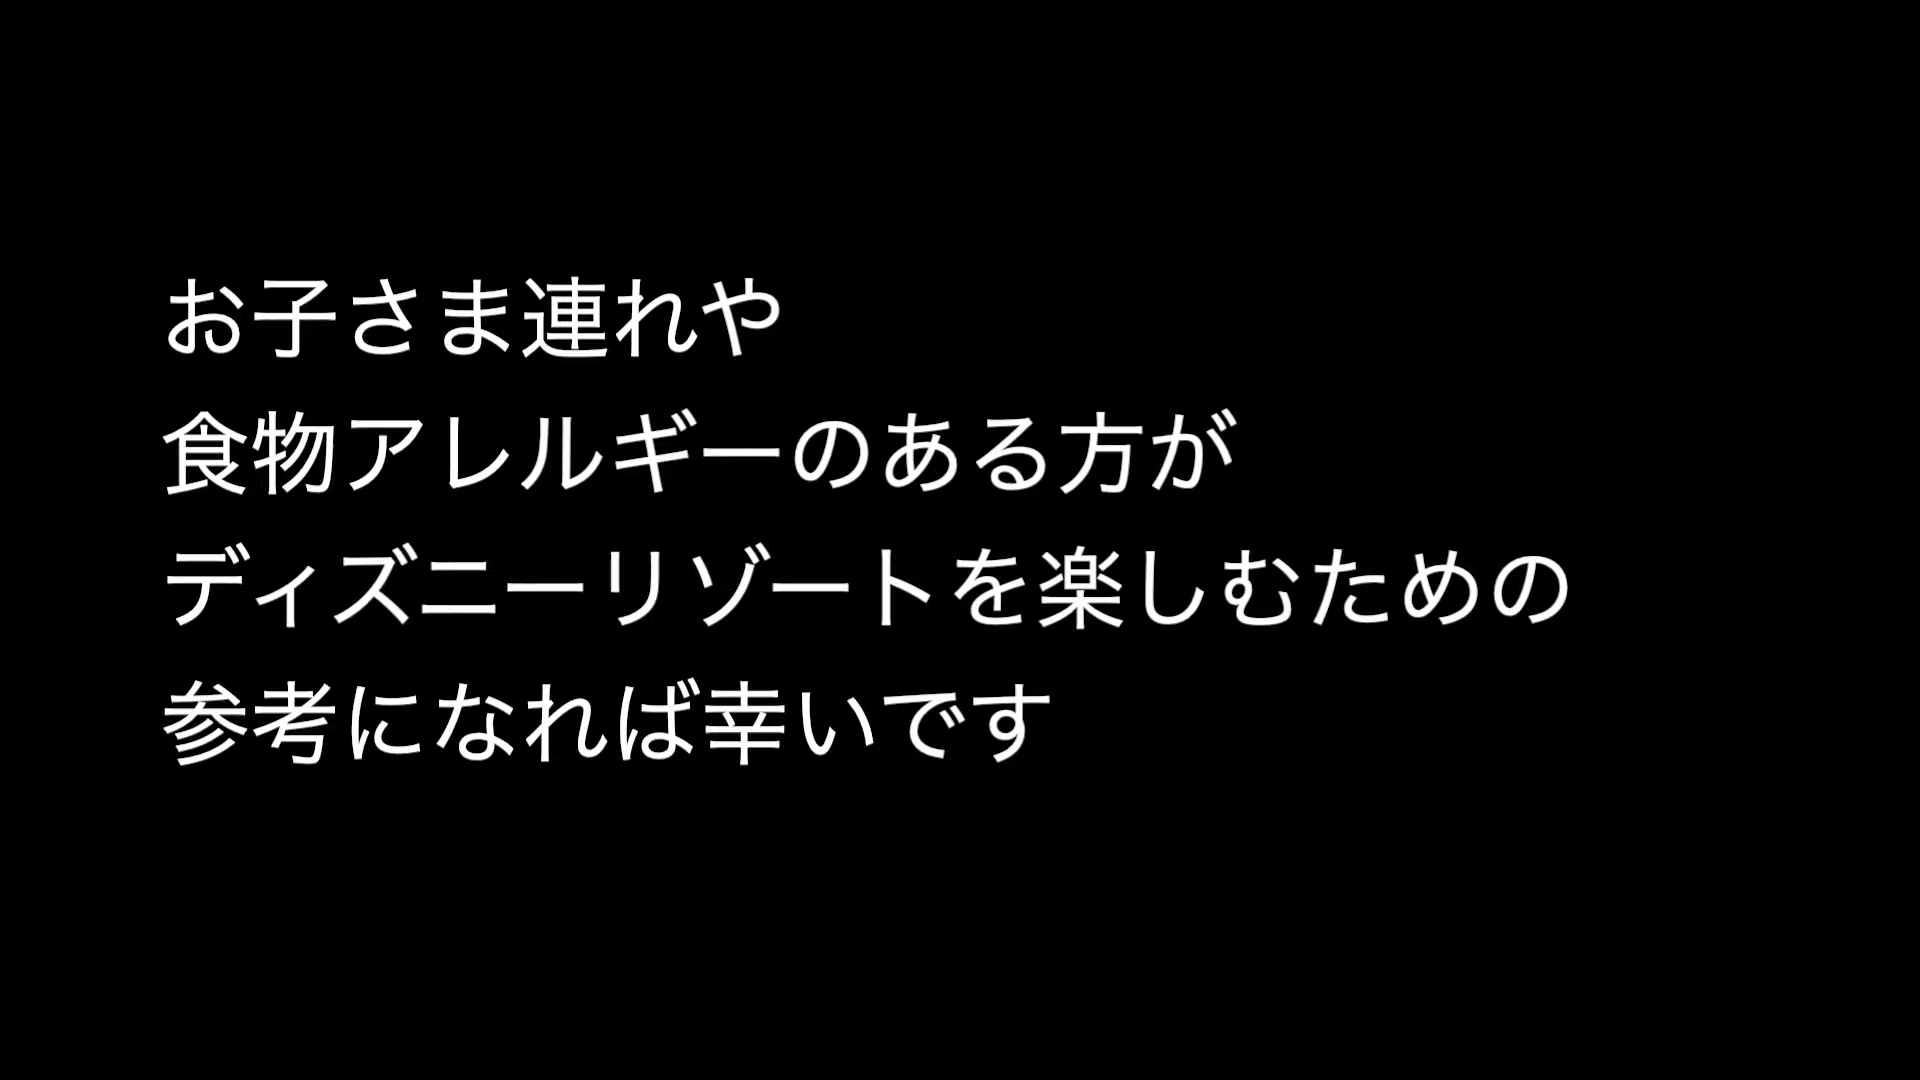 お子さま連れや
食物アレルギーのある方が
ディズニーリゾートを楽しむための
参考になれば幸いです